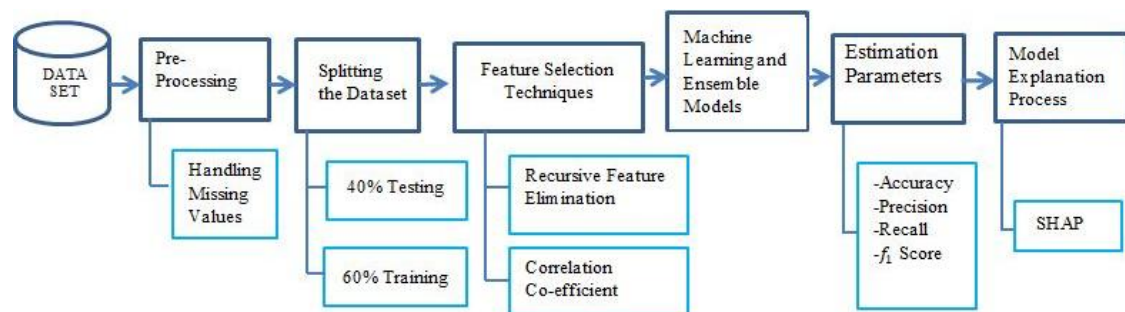 DATA
SET
Pre-
Processing
Handling
Missing
Values
Splitting
the Dataset
40% Testing
60% Training
Feature Selection
Techniques
Recursive Feature
Elimination
Correlation
Co-efficient
Machine
Learning and
Ensemble
Models
Estimation
Parameters
-Accuracy
-Precision
-Recall
-f₁ Score
Model
Explanation
Process
SHAP